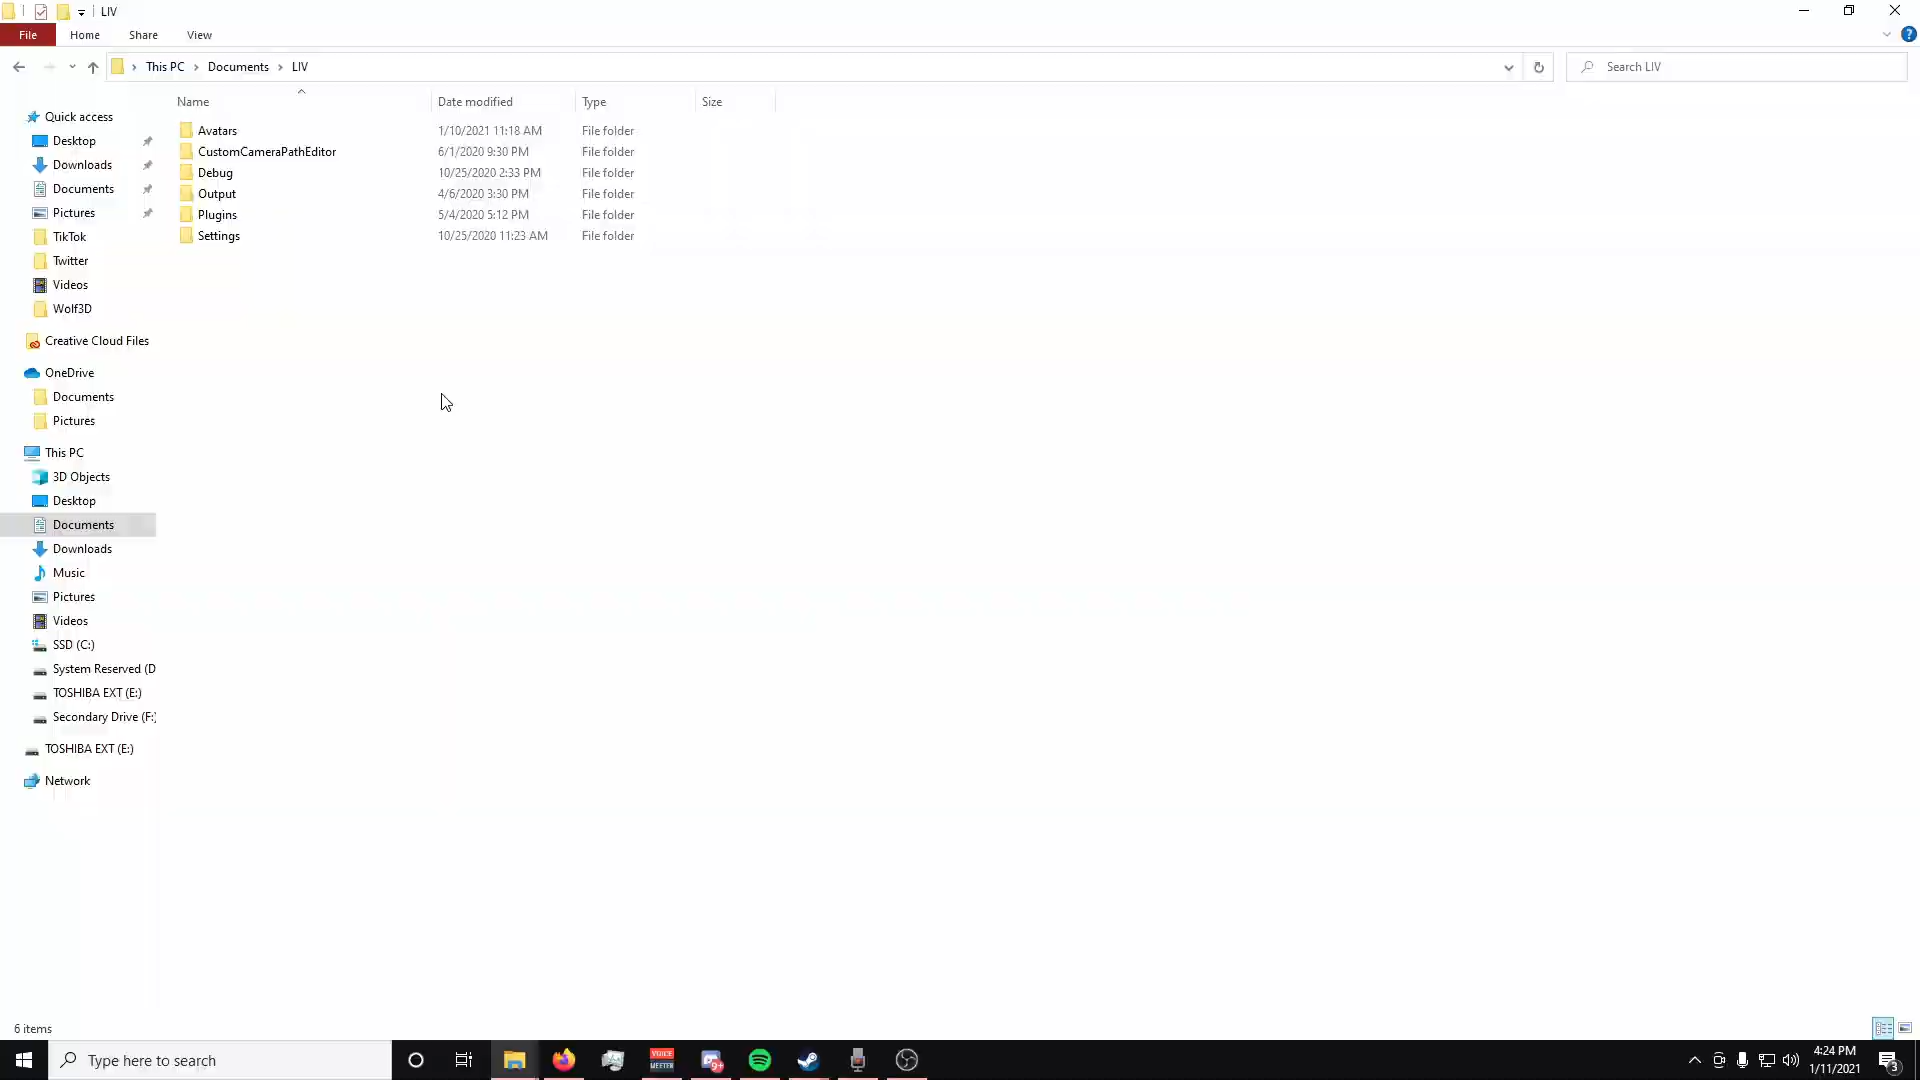 LIV
File Home Share View
This PC Documents LIV
Search LIV
Name Date modified Type Size
Avatars 1/10/2021 11:18 AM File folder
CustomCameraPathEditor 6/1/2020 9:30 PM File folder
Debug 10/25/2020 2:33 PM File folder
Output 4/6/2020 3:30 PM File folder
Plugins 5/4/2020 5:12 PM File folder
Settings 10/25/2020 11:23 AM File folder
Quick access
Desktop
Downloads
Documents
Pictures
TikTok
Twitter
Videos
Wolf3D
Creative Cloud Files
OneDrive
Documents
Pictures
This PC
3D Objects
Desktop
Documents
Downloads
Music
Pictures
Videos
SSD (C:)
System Reserved (D
TOSHIBA EXT (E:)
Secondary Drive (F:)
TOSHIBA EXT (E:)
Network
6 items
Type here to search
VOICE
MEETER
9+
4:24 PM
1/11/2021
3